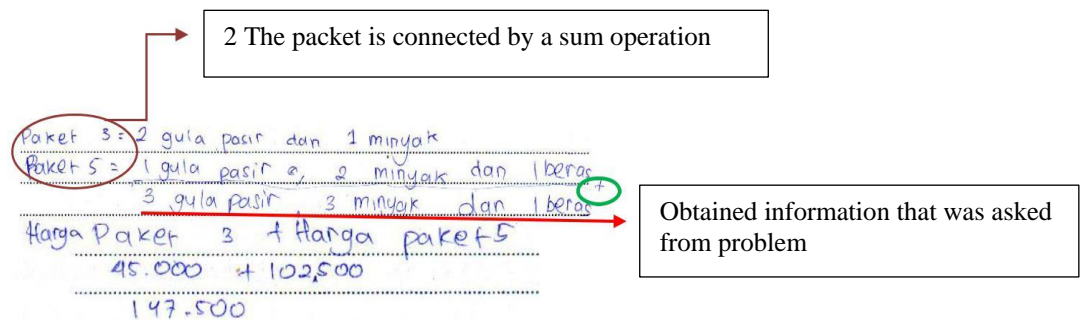 2 The packet is connected by a sum operation
Paket 3 = 2 gula pasir dan 1 minyak
Paket 5 = 1 gula pasir, 2 minyak dan 1 beras
+
3 gula pasir 3 minyak dan 1 beras
Obtained information that was asked
from problem
Harga Paket 3 + Harga paket 5
45.000 + 102,500
147.500